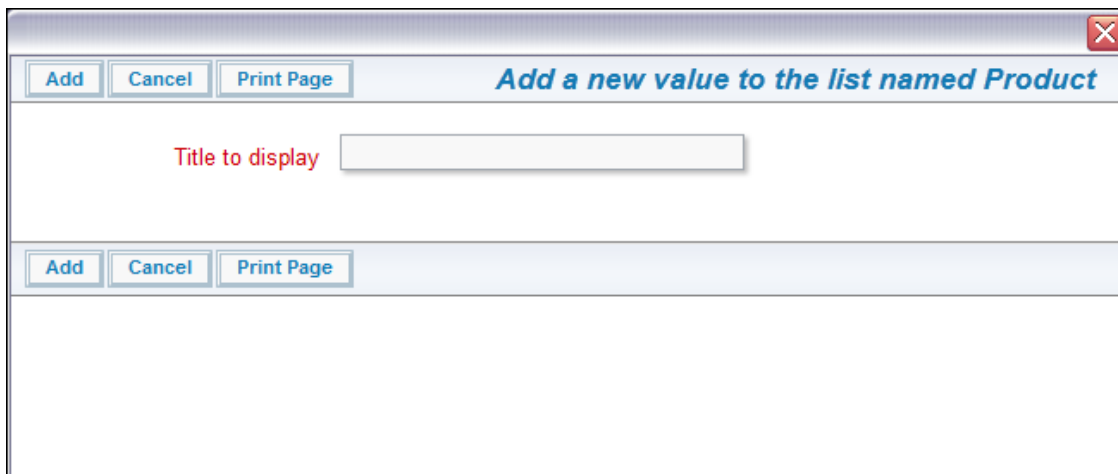 Add Cancel Print Page Add a new value to the list named Product
Title to display
Add Cancel Print Page